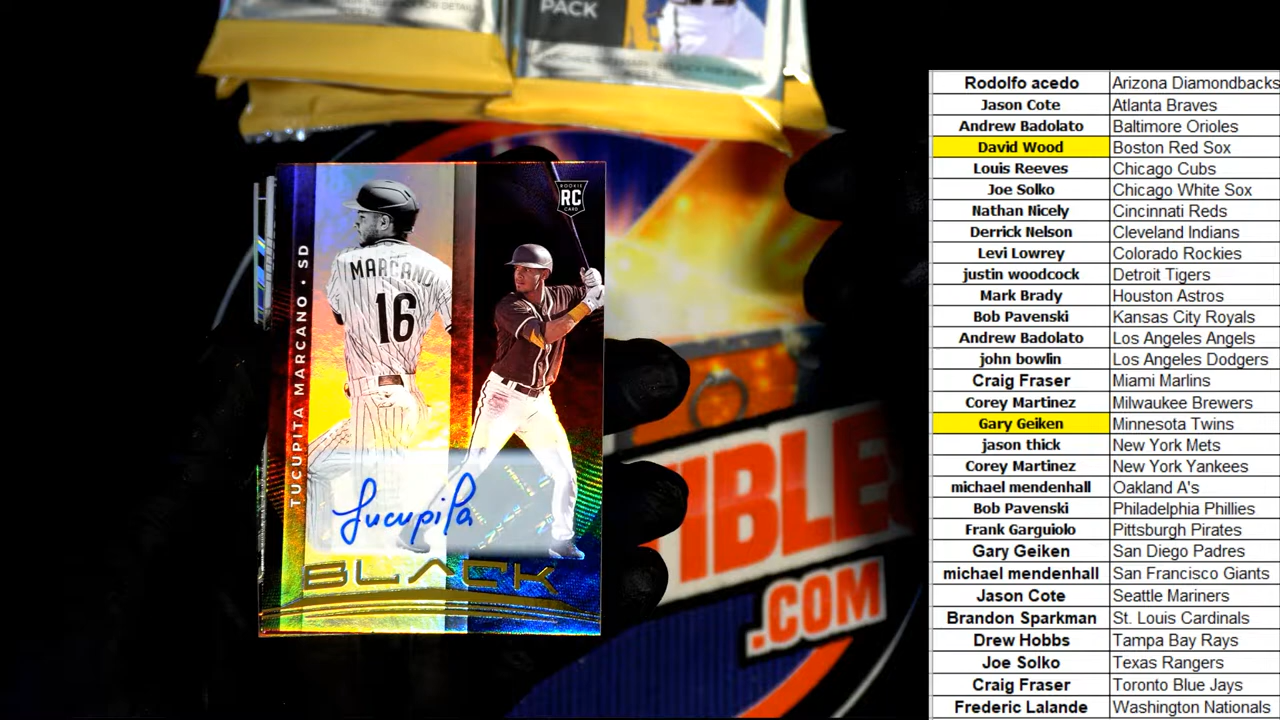 PACK
ROOKIE
RC
CARD
MARCANO
16
TUCUPITA MARCANO · SD
Tucupita
BLACK
IBLE
.COM
Rodolfo acedo Arizona Diamondbacks
Jason Cote Atlanta Braves
Andrew Badolato Baltimore Orioles
David Wood Boston Red Sox
Louis Reeves Chicago Cubs
Joe Solko Chicago White Sox
Nathan Nicely Cincinnati Reds
Derrick Nelson Cleveland Indians
Levi Lowrey Colorado Rockies
justin woodcock Detroit Tigers
Mark Brady Houston Astros
Bob Pavenski Kansas City Royals
Andrew Badolato Los Angeles Angels
john bowlin Los Angeles Dodgers
Craig Fraser Miami Marlins
Corey Martinez Milwaukee Brewers
Gary Geiken Minnesota Twins
jason thick New York Mets
Corey Martinez New York Yankees
michael mendenhall Oakland A's
Bob Pavenski Philadelphia Phillies
Frank Garguiolo Pittsburgh Pirates
Gary Geiken San Diego Padres
michael mendenhall San Francisco Giants
Jason Cote Seattle Mariners
Brandon Sparkman St. Louis Cardinals
Drew Hobbs Tampa Bay Rays
Joe Solko Texas Rangers
Craig Fraser Toronto Blue Jays
Frederic Lalande Washington Nationals